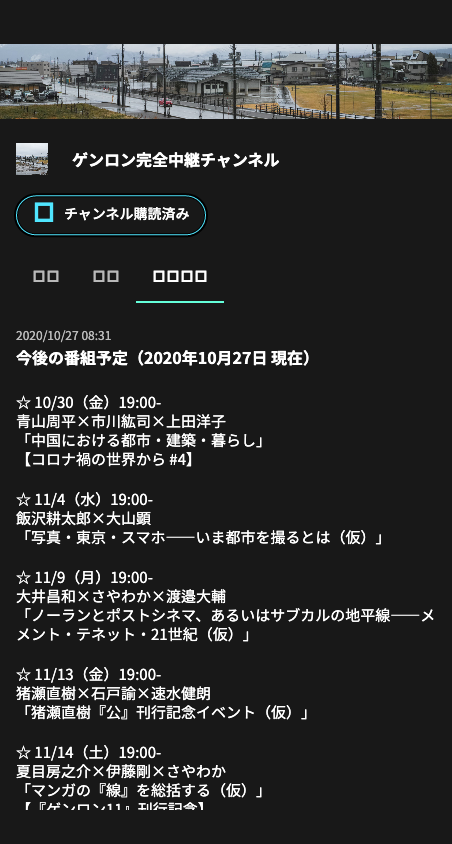 ゲンロン完全中継チャンネル
チャンネル購読済み
2020/10/27 08:31
今後の番組予定（2020年10月27日 現在）
☆ 10/30（金）19:00-
青山周平×市川紘司×上田洋子
「中国における都市・建築・暮らし」
【コロナ禍の世界から #4】
☆ 11/4（水）19:00-
飯沢耕太郎×大山顕
「写真・東京・スマホ――いま都市を撮るとは（仮）」
☆ 11/9（月）19:00-
大井昌和×さやわか×渡邉大輔
「ノーランとポストシネマ、あるいはサブカルの地平線――メ
メント・テネット・21世紀（仮）」
☆ 11/13（金）19:00-
猪瀬直樹×石戸諭×速水健朗
「猪瀬直樹『公』刊行記念イベント（仮）」
☆ 11/14（土）19:00-
夏目房之介×伊藤剛×さやわか
「マンガの『線』を総括する（仮）」
【『ゲンロン11』刊行記念】